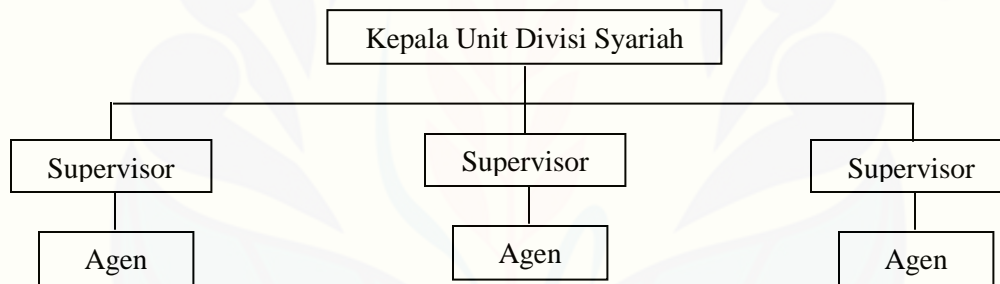 Kepala Unit Divisi Syariah
Supervisor
Supervisor
Supervisor
Agen
Agen
Agen